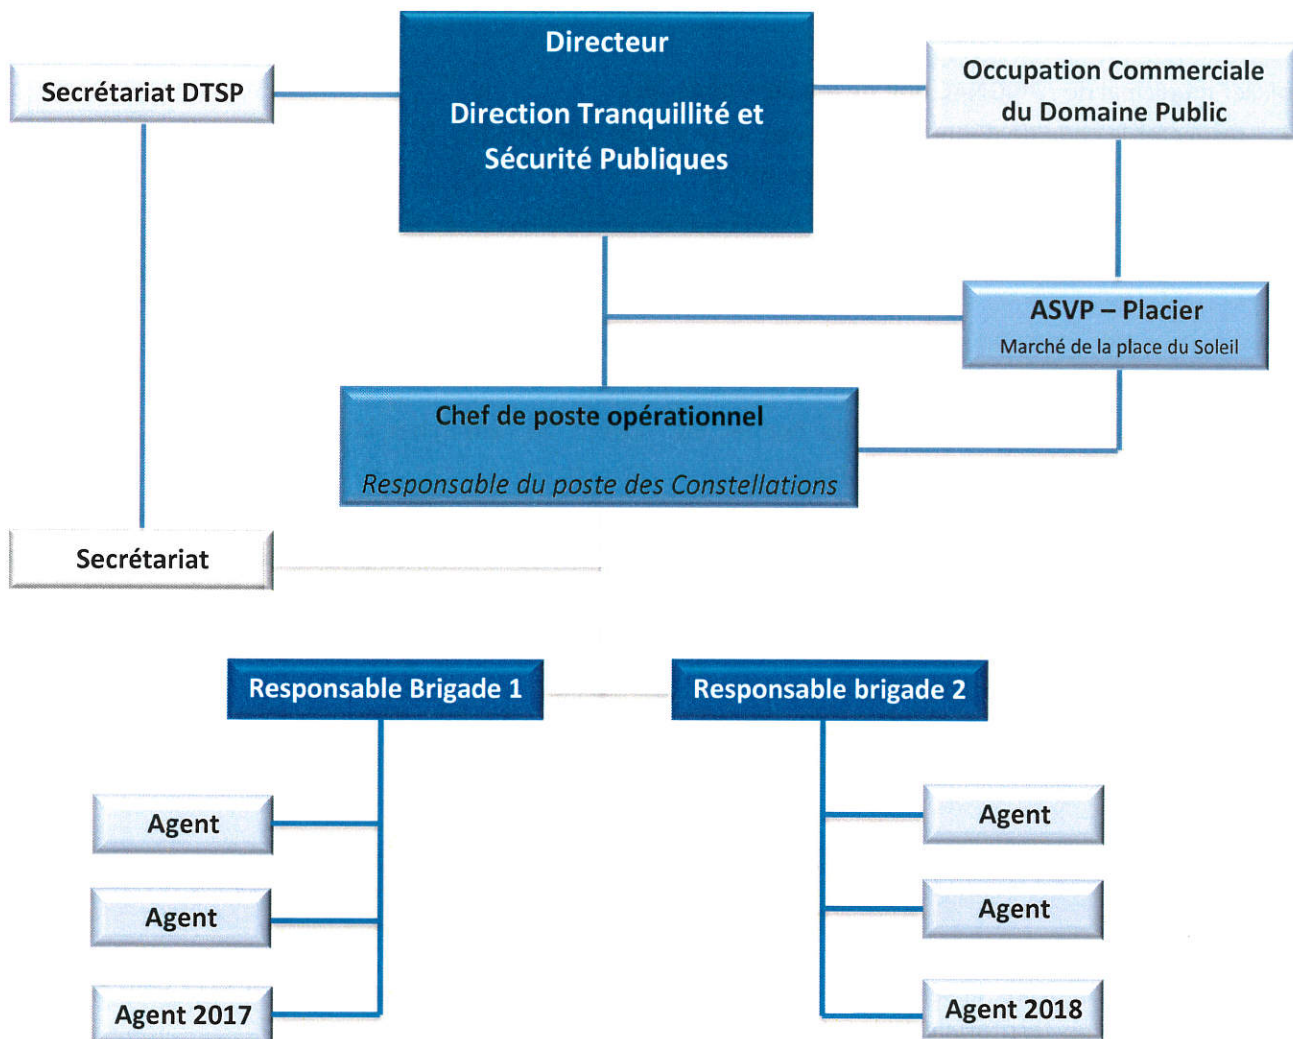 Directeur
Direction Tranquillité et
Sécurité Publiques
Secrétariat DTSP
Occupation Commerciale
du Domaine Public
ASVP – Placier
Marché de la place du Soleil
Chef de poste opérationnel
Responsable du poste des Constellations
Secrétariat
Responsable Brigade 1
Responsable brigade 2
Agent
Agent
Agent 2017
Agent
Agent
Agent 2018